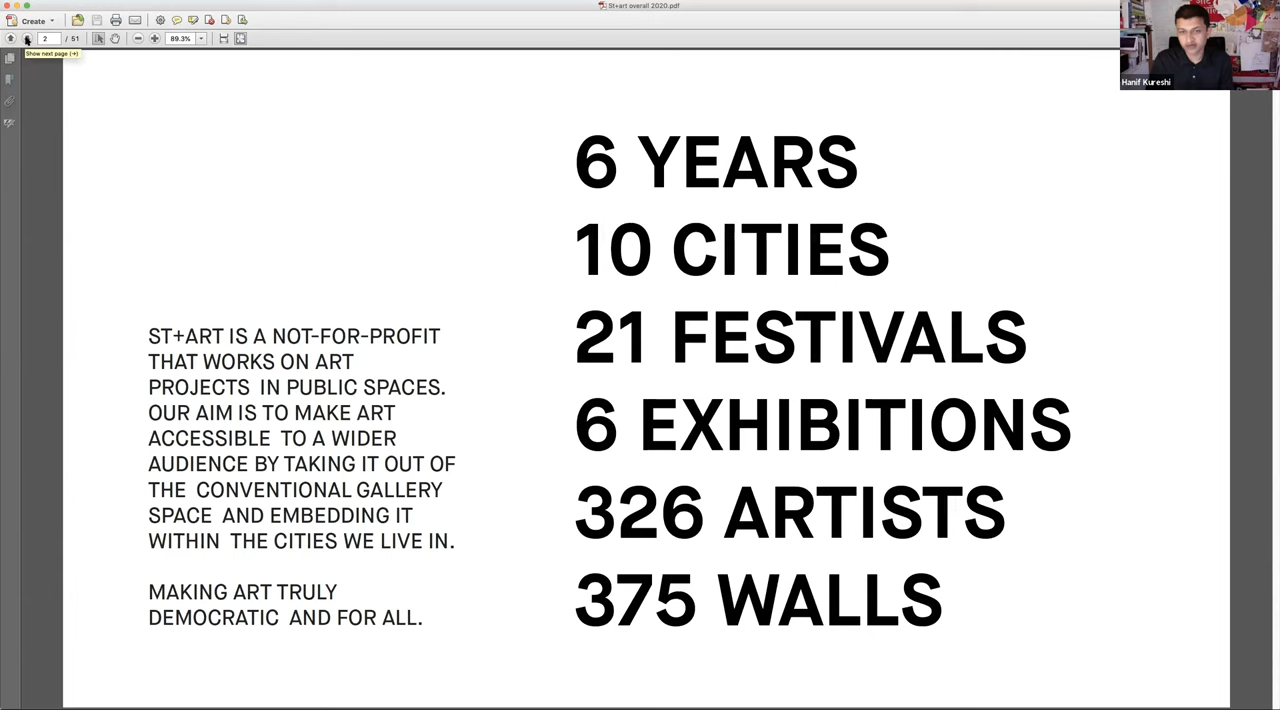 St+art overall 2020.pdf
Create
2 / 51
89.3%
Show next page (→)
Hanif Kureshi
ST+ART IS A NOT-FOR-PROFIT
THAT WORKS ON ART
PROJECTS IN PUBLIC SPACES.
OUR AIM IS TO MAKE ART
ACCESSIBLE TO A WIDER
AUDIENCE BY TAKING IT OUT OF
THE CONVENTIONAL GALLERY
SPACE AND EMBEDDING IT
WITHIN THE CITIES WE LIVE IN.
MAKING ART TRULY
DEMOCRATIC AND FOR ALL.
6 YEARS
10 CITIES
21 FESTIVALS
6 EXHIBITIONS
326 ARTISTS
375 WALLS